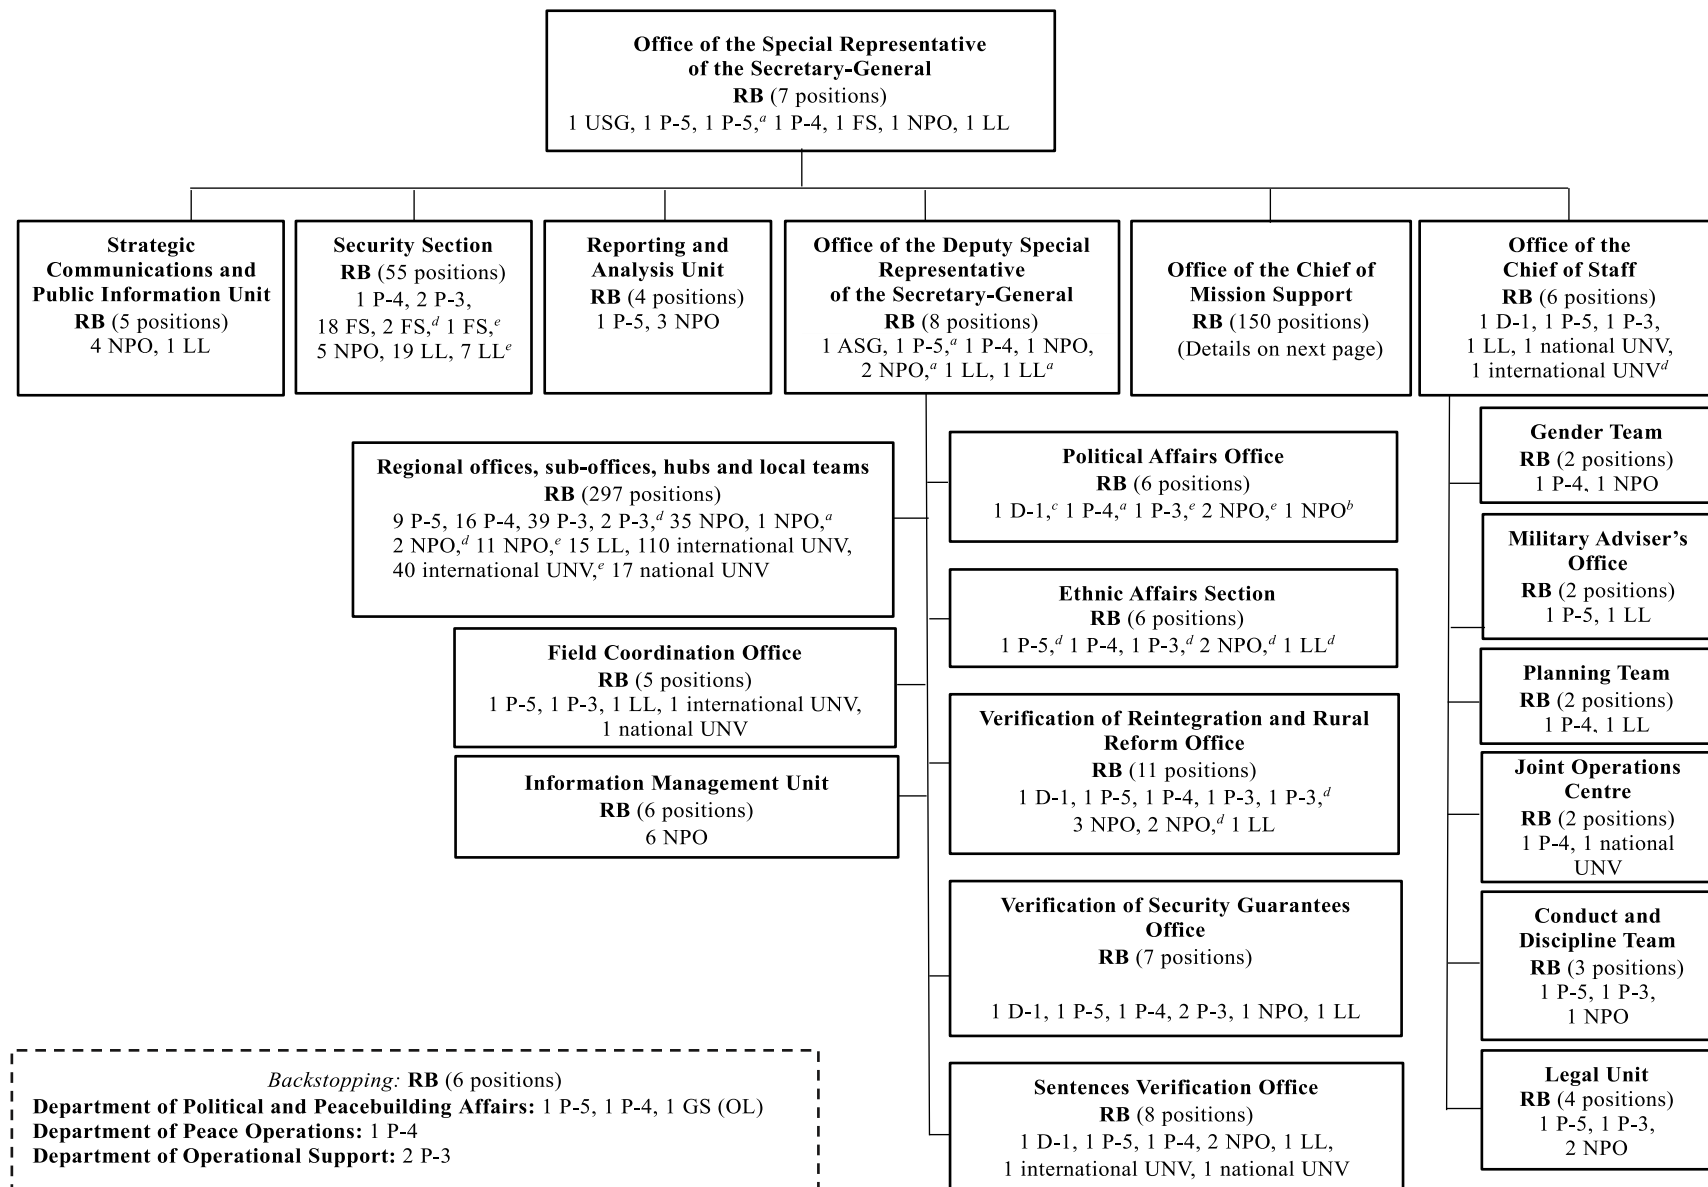 Office of the Special Representative
of the Secretary-General
RB (7 positions)
1 USG, 1 P-5, 1 P-5,a 1 P-4, 1 FS, 1 NPO, 1 LL
Strategic
Communications and
Public Information Unit
RB (5 positions)
4 NPO, 1 LL
Security Section
RB (55 positions)
1 P-4, 2 P-3,
18 FS, 2 FS,d 1 FS,e
5 NPO, 19 LL, 7 LLe
Reporting and
Analysis Unit
RB (4 positions)
1 P-5, 3 NPO
Office of the Deputy Special
Representative
of the Secretary-General
RB (8 positions)
1 ASG, 1 P-5,a 1 P-4, 1 NPO,
2 NPO,a 1 LL, 1 LLa
Office of the Chief of
Mission Support
RB (150 positions)
(Details on next page)
Office of the
Chief of Staff
RB (6 positions)
1 D-1, 1 P-5, 1 P-3,
1 LL, 1 national UNV,
1 international UNVd
Regional offices, sub-offices, hubs and local teams
RB (297 positions)
9 P-5, 16 P-4, 39 P-3, 2 P-3,d 35 NPO, 1 NPO,a
2 NPO,d 11 NPO,e 15 LL, 110 international UNV,
40 international UNV,e 17 national UNV
Field Coordination Office
RB (5 positions)
1 P-5, 1 P-3, 1 LL, 1 international UNV,
1 national UNV
Information Management Unit
RB (6 positions)
6 NPO
Political Affairs Office
RB (6 positions)
1 D-1,c 1 P-4,a 1 P-3,e 2 NPO,e 1 NPOb
Ethnic Affairs Section
RB (6 positions)
1 P-5,d 1 P-4, 1 P-3,d 2 NPO,d 1 LLd
Verification of Reintegration and Rural
Reform Office
RB (11 positions)
1 D-1, 1 P-5, 1 P-4, 1 P-3, 1 P-3,d
3 NPO, 2 NPO,d 1 LL
Verification of Security Guarantees
Office
RB (7 positions)
1 D-1, 1 P-5, 1 P-4, 2 P-3, 1 NPO, 1 LL
Sentences Verification Office
RB (8 positions)
1 D-1, 1 P-5, 1 P-4, 2 NPO, 1 LL,
1 international UNV, 1 national UNV
Gender Team
RB (2 positions)
1 P-4, 1 NPO
Military Adviser's
Office
RB (2 positions)
1 P-5, 1 LL
Planning Team
RB (2 positions)
1 P-4, 1 LL
Joint Operations
Centre
RB (2 positions)
1 P-4, 1 national
UNV
Conduct and
Discipline Team
RB (3 positions)
1 P-5, 1 P-3,
1 NPO
Legal Unit
RB (4 positions)
1 P-5, 1 P-3,
2 NPO
Backstopping: RB (6 positions)
Department of Political and Peacebuilding Affairs: 1 P-5, 1 P-4, 1 GS (OL)
Department of Peace Operations: 1 P-4
Department of Operational Support: 2 P-3